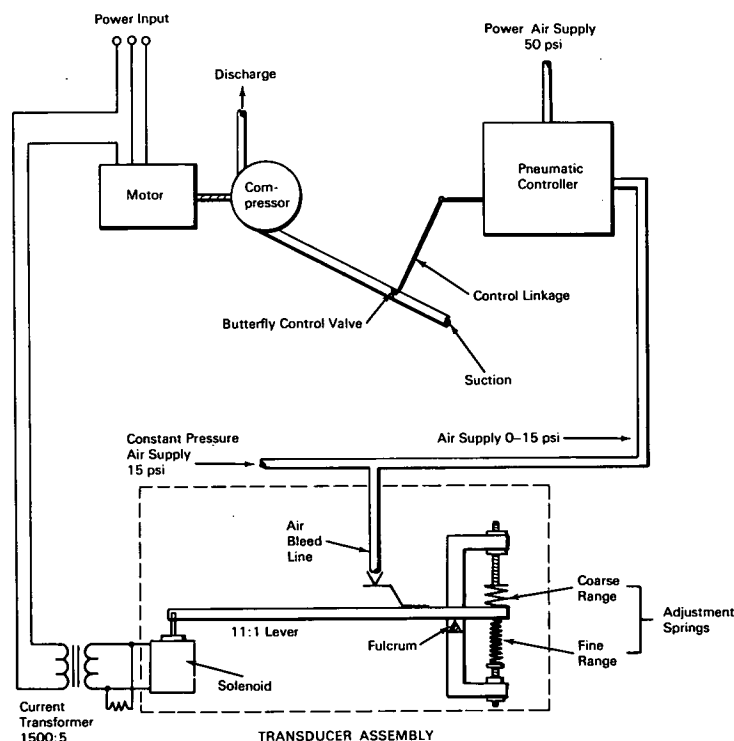 Power Input
Power Air Supply
50 psi
Discharge
Motor
Com-
pressor
Pneumatic
Controller
Control Linkage
Butterfly Control Valve
Suction
Constant Pressure
Air Supply
15 psi
Air Supply 0–15 psi
Air
Bleed
Line
Coarse
Range
Adjustment
Springs
11:1 Lever
Fulcrum
Fine
Range
Solenoid
Current
Transformer
1500:5
TRANSDUCER ASSEMBLY